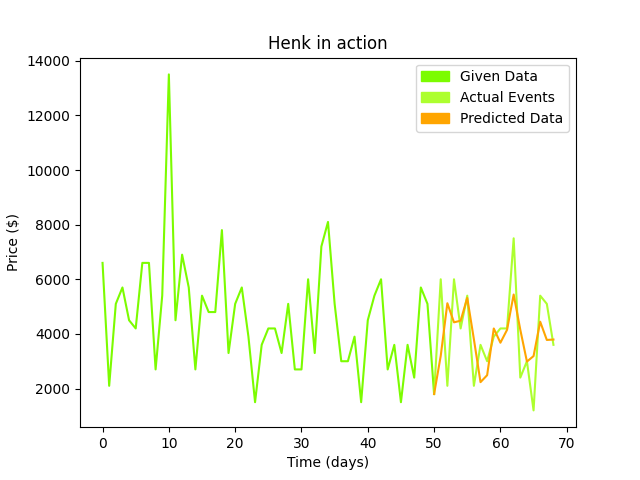 Henk in action
Given Data
Actual Events
Predicted Data
14000
12000
10000
8000
6000
4000
2000
Price ($)
0 10 20 30 40 50 60 70
Time (days)